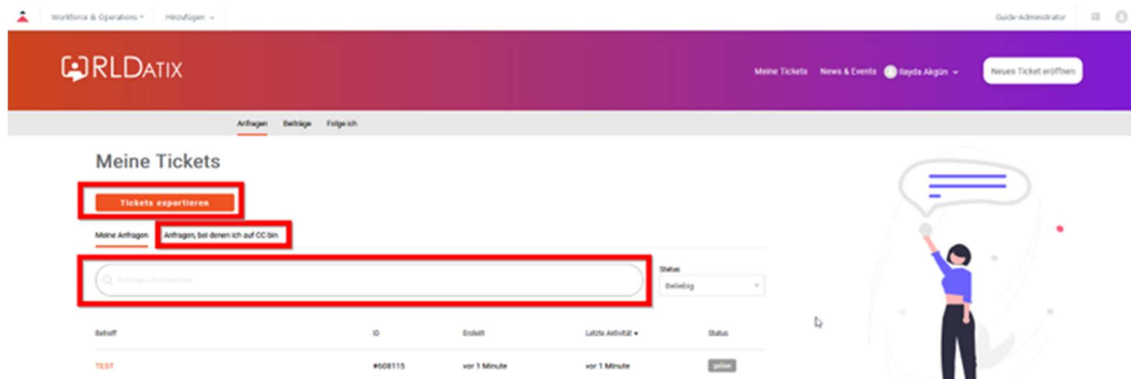 Workforce & Operations Hinzufügen Guide-Administrator
RLDATIX
Meine Tickets News & Events Ilayda Akgün Neues Ticket eröffnen
Anfragen Beiträge Folge ich
Meine Tickets
Tickets exportieren
Meine Anfragen Anfragen, bei denen ich auf CC bin
Status:
Anfragen durchsuchen Beliebig
Betreff ID Erstellt Letzte Aktivität Status
TEST #608115 vor 1 Minute vor 1 Minute gelöst